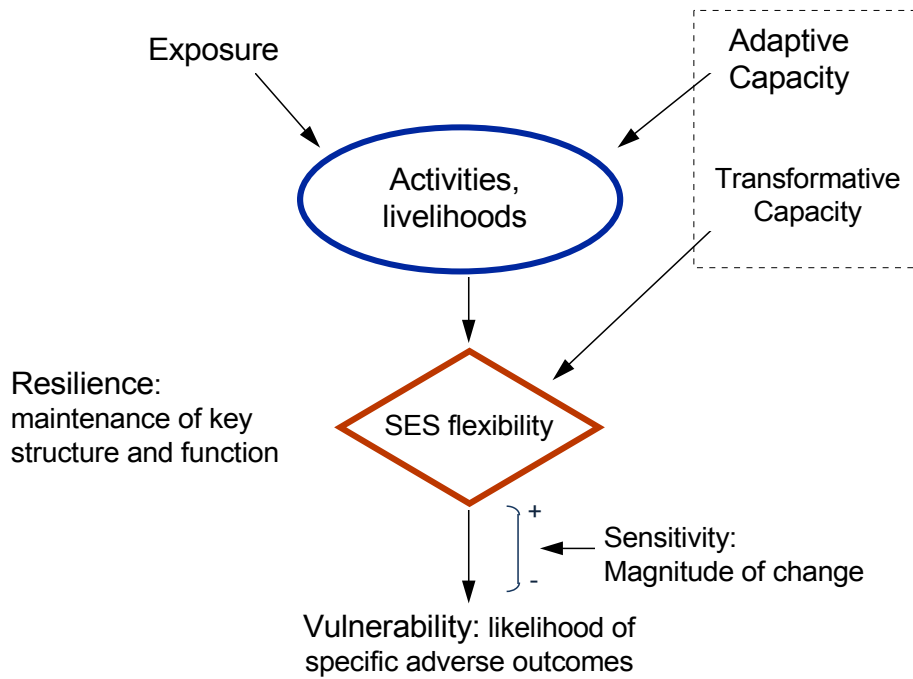 Exposure
Adaptive
Capacity
Activities,
livelihoods
Transformative
Capacity
Resilience:
maintenance of key
structure and function
SES flexibility
+
-
Sensitivity:
Magnitude of change
Vulnerability: likelihood of
specific adverse outcomes